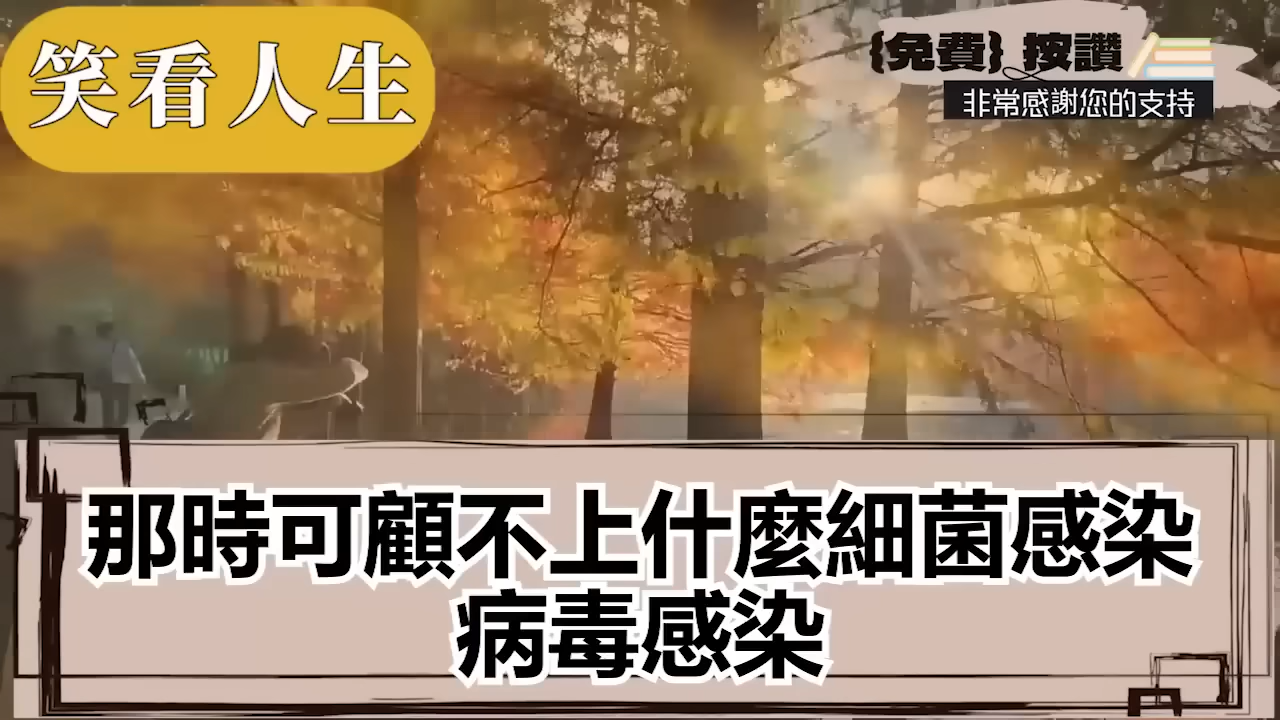 笑看人生
{免費} 按讚
非常感謝您的支持
那時可顧不上什麼細菌感染
病毒感染